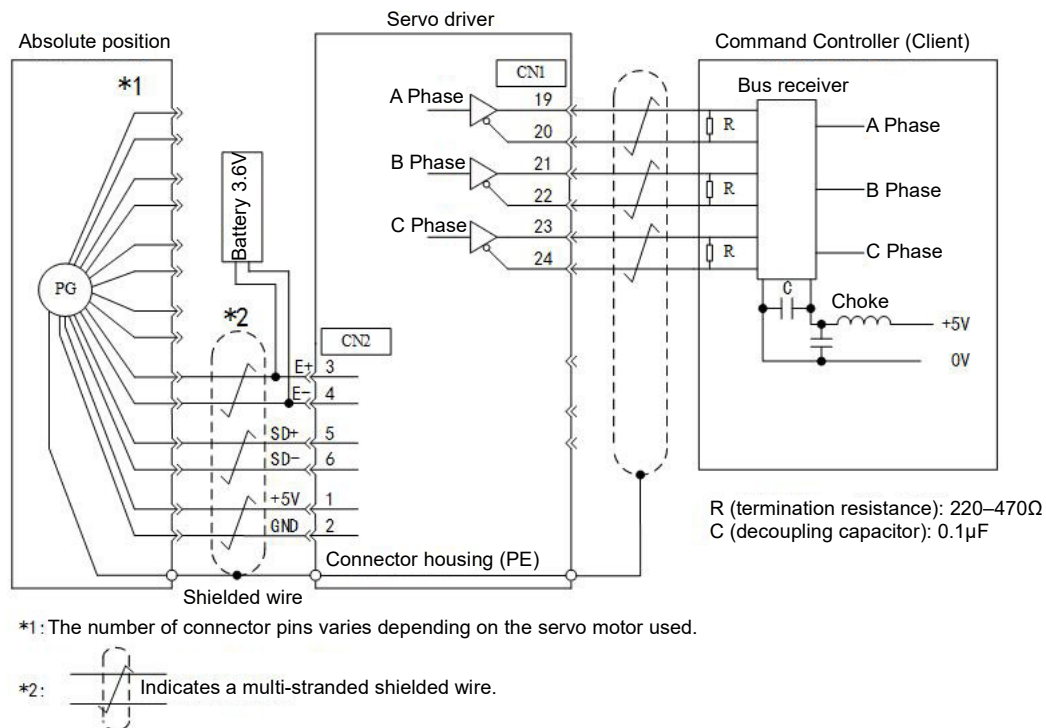 Servo driver
Absolute position
Command Controller (Client)
*1
CN1
Bus receiver
A Phase
19
R
A Phase
20
B Phase
21
R
B Phase
22
C Phase
23
R
C Phase
24
Battery 3.6V
PG
C
Choke
+5V
0V
*2
CN2
E+ 3
E- 4
SD+ 5
SD- 6
+5V 1
GND 2
R (termination resistance): 220–470Ω
C (decoupling capacitor): 0.1μF
Connector housing (PE)
Shielded wire
*1: The number of connector pins varies depending on the servo motor used.
*2: Indicates a multi-stranded shielded wire.